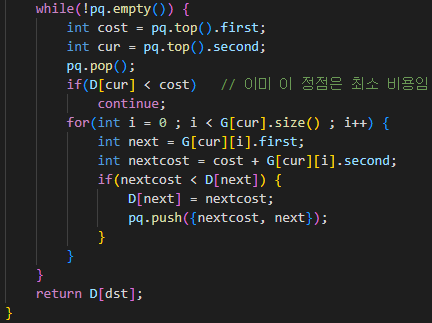 while(!pq.empty()) {
int cost = pq.top().first;
int cur = pq.top().second;
pq.pop();
if(D[cur] < cost)   // 이미 이 정점은 최소 비용임
continue;
for(int i = 0 ; i < G[cur].size() ; i++) {
int next = G[cur][i].first;
int nextcost = cost + G[cur][i].second;
if(nextcost < D[next]) {
D[next] = nextcost;
pq.push({nextcost, next});
}
}
}
return D[dst];
}